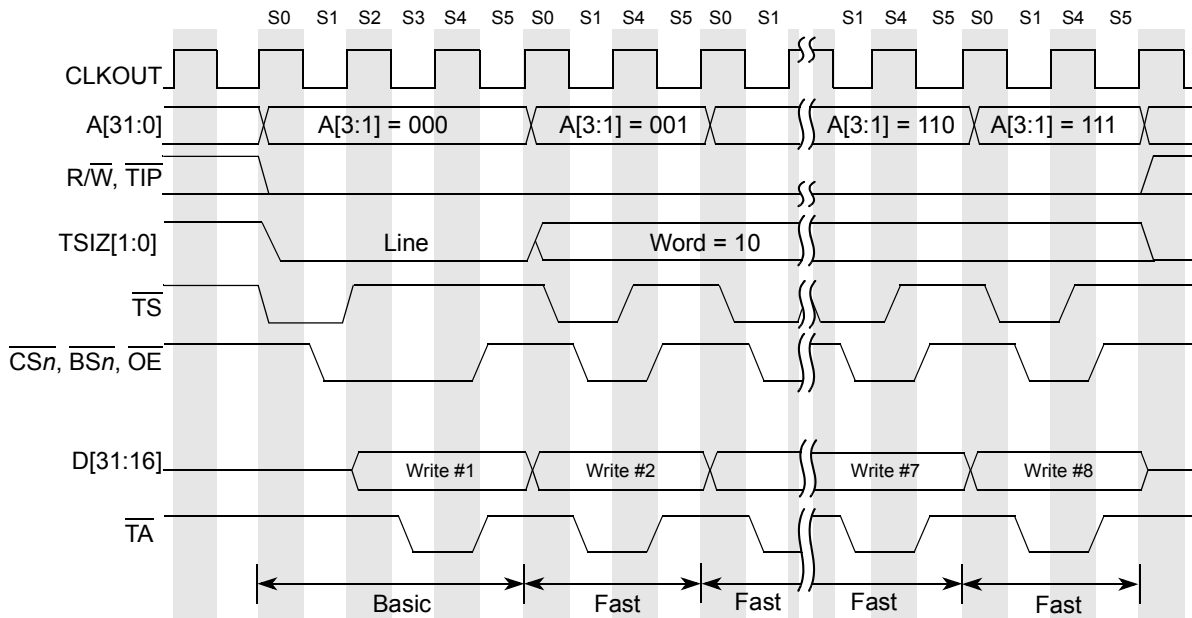 S0 S1 S2 S3 S4 S5 S0 S1 S4 S5 S0 S1 S1 S4 S5 S0 S1 S4 S5
CLKOUT
A[31:0] A[3:1] = 000 A[3:1] = 001 A[3:1] = 110 A[3:1] = 111
R/W, TIP
TSIZ[1:0] Line Word = 10
TS
CSn, BSn, OE
D[31:16] Write #1 Write #2 Write #7 Write #8
TA
Basic Fast Fast Fast Fast